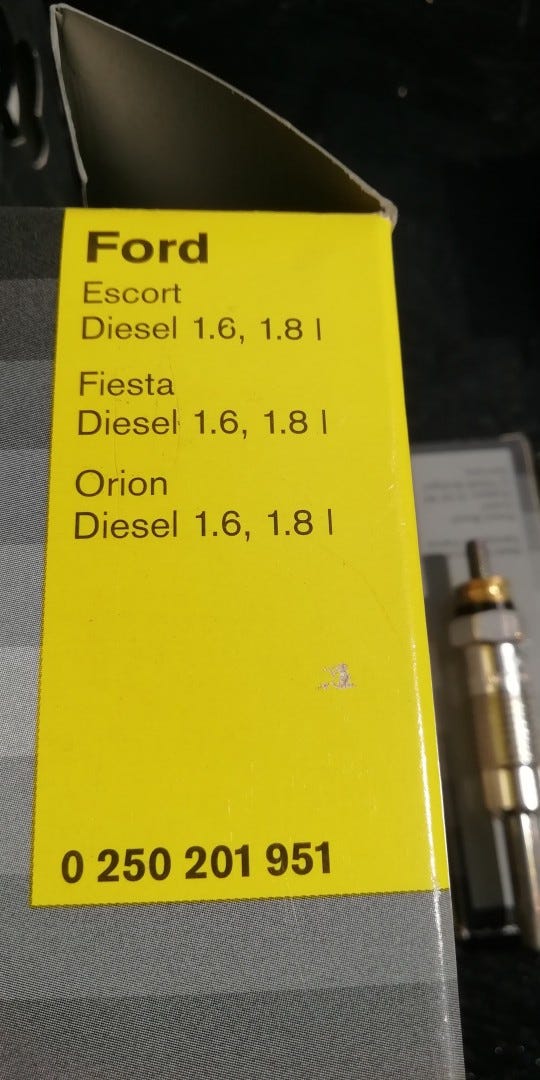 Ford
Escort
Diesel 1.6, 1.8 l
Fiesta
Diesel 1.6, 1.8 l
Orion
Diesel 1.6, 1.8 l
0 250 201 951